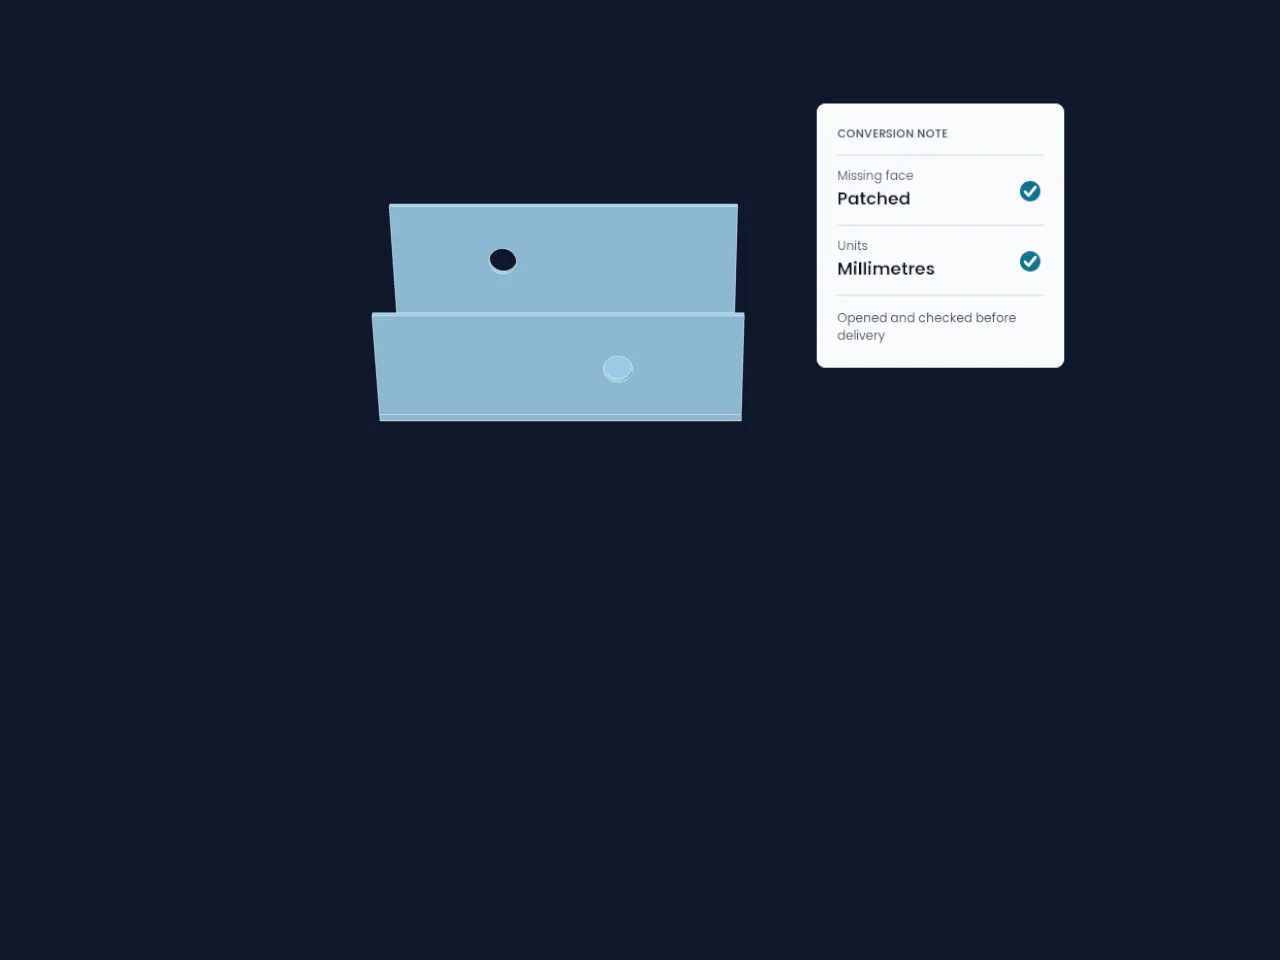 CONVERSION NOTE
Missing face
Patched
Units
Millimetres
Opened and checked before
delivery